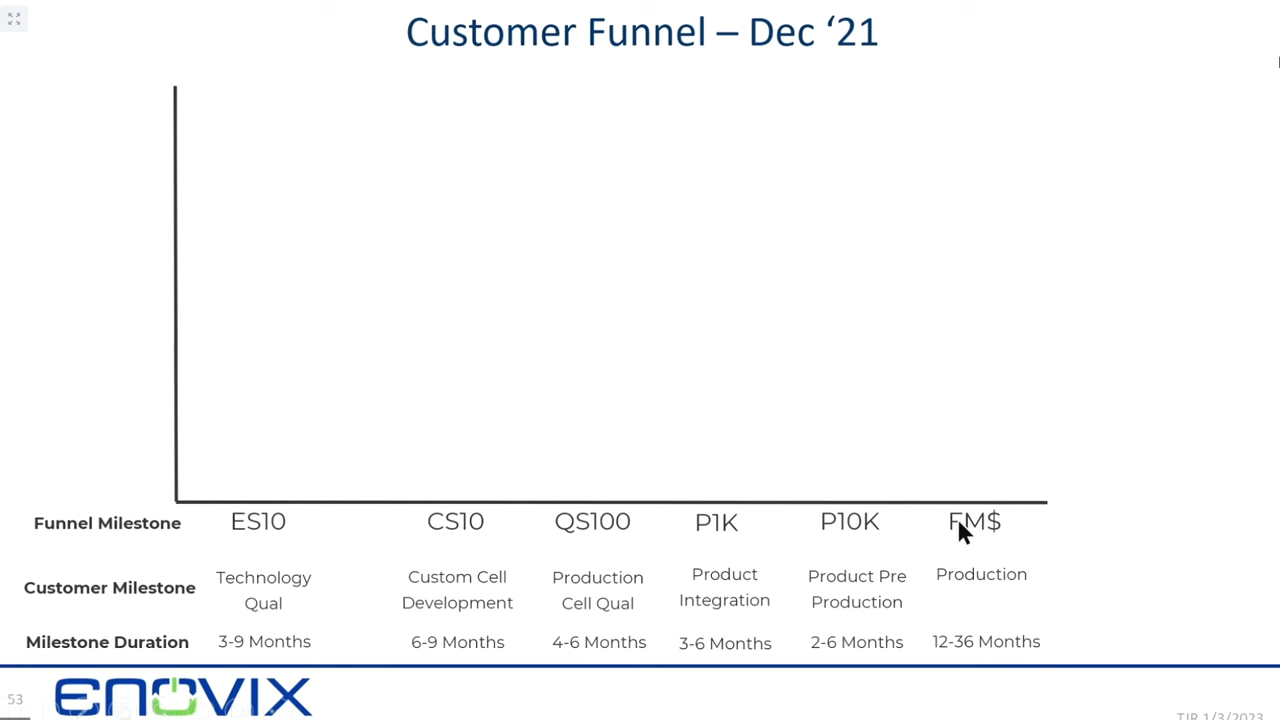 Customer Funnel – Dec ‘21
Funnel Milestone ES10 CS10 QS100 P1K P10K FM$
Customer Milestone Technology Qual Custom Cell Development Production Cell Qual Product Integration Product Pre Production Production
Milestone Duration 3-9 Months 6-9 Months 4-6 Months 3-6 Months 2-6 Months 12-36 Months
53
ENOVIX
TJR 1/3/2023